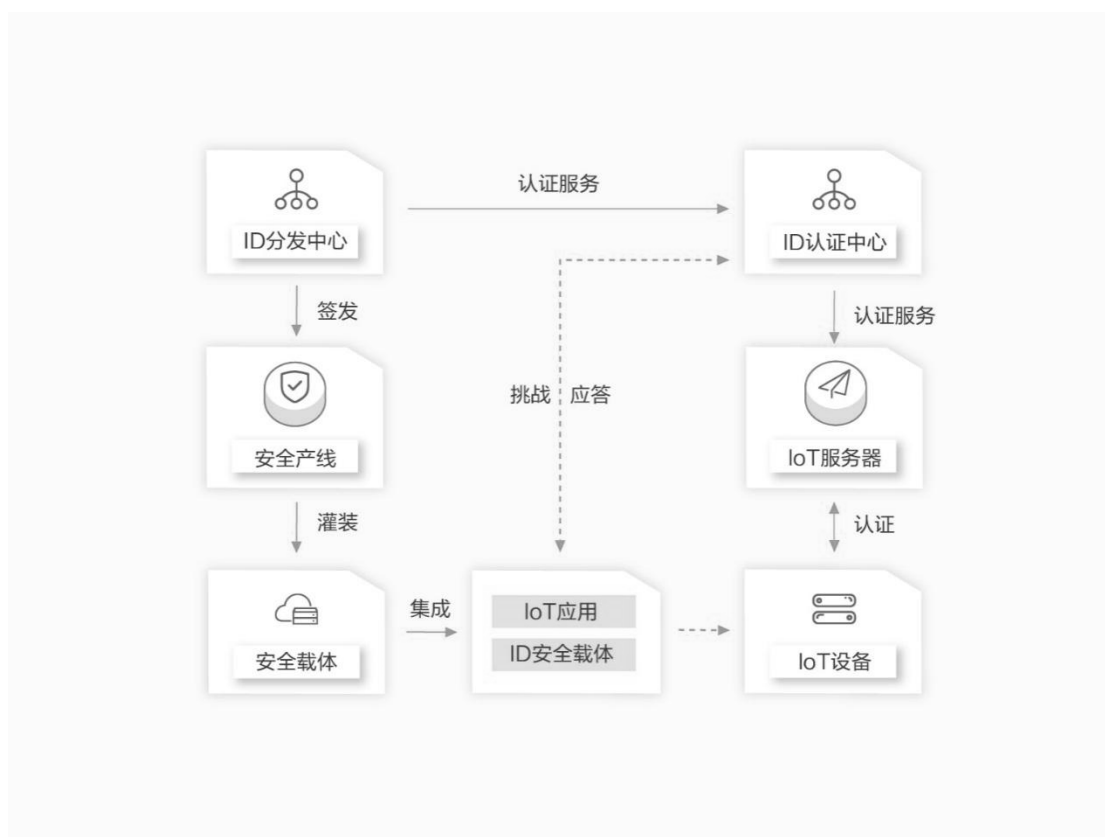 认证服务
ID分发中心
ID认证中心
签发
认证服务
挑战
应答
安全产线
IoT服务器
灌装
认证
集成
IoT应用
ID安全载体
安全载体
IoT设备